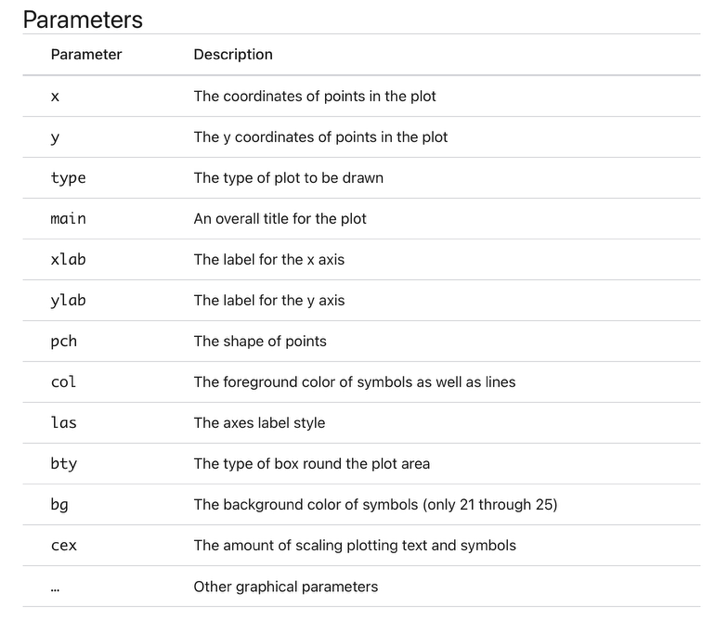 Parameters
Parameter Description
x The coordinates of points in the plot
y The y coordinates of points in the plot
type The type of plot to be drawn
main An overall title for the plot
xlab The label for the x axis
ylab The label for the y axis
pch The shape of points
col The foreground color of symbols as well as lines
las The axes label style
bty The type of box round the plot area
bg The background color of symbols (only 21 through 25)
cex The amount of scaling plotting text and symbols
… Other graphical parameters